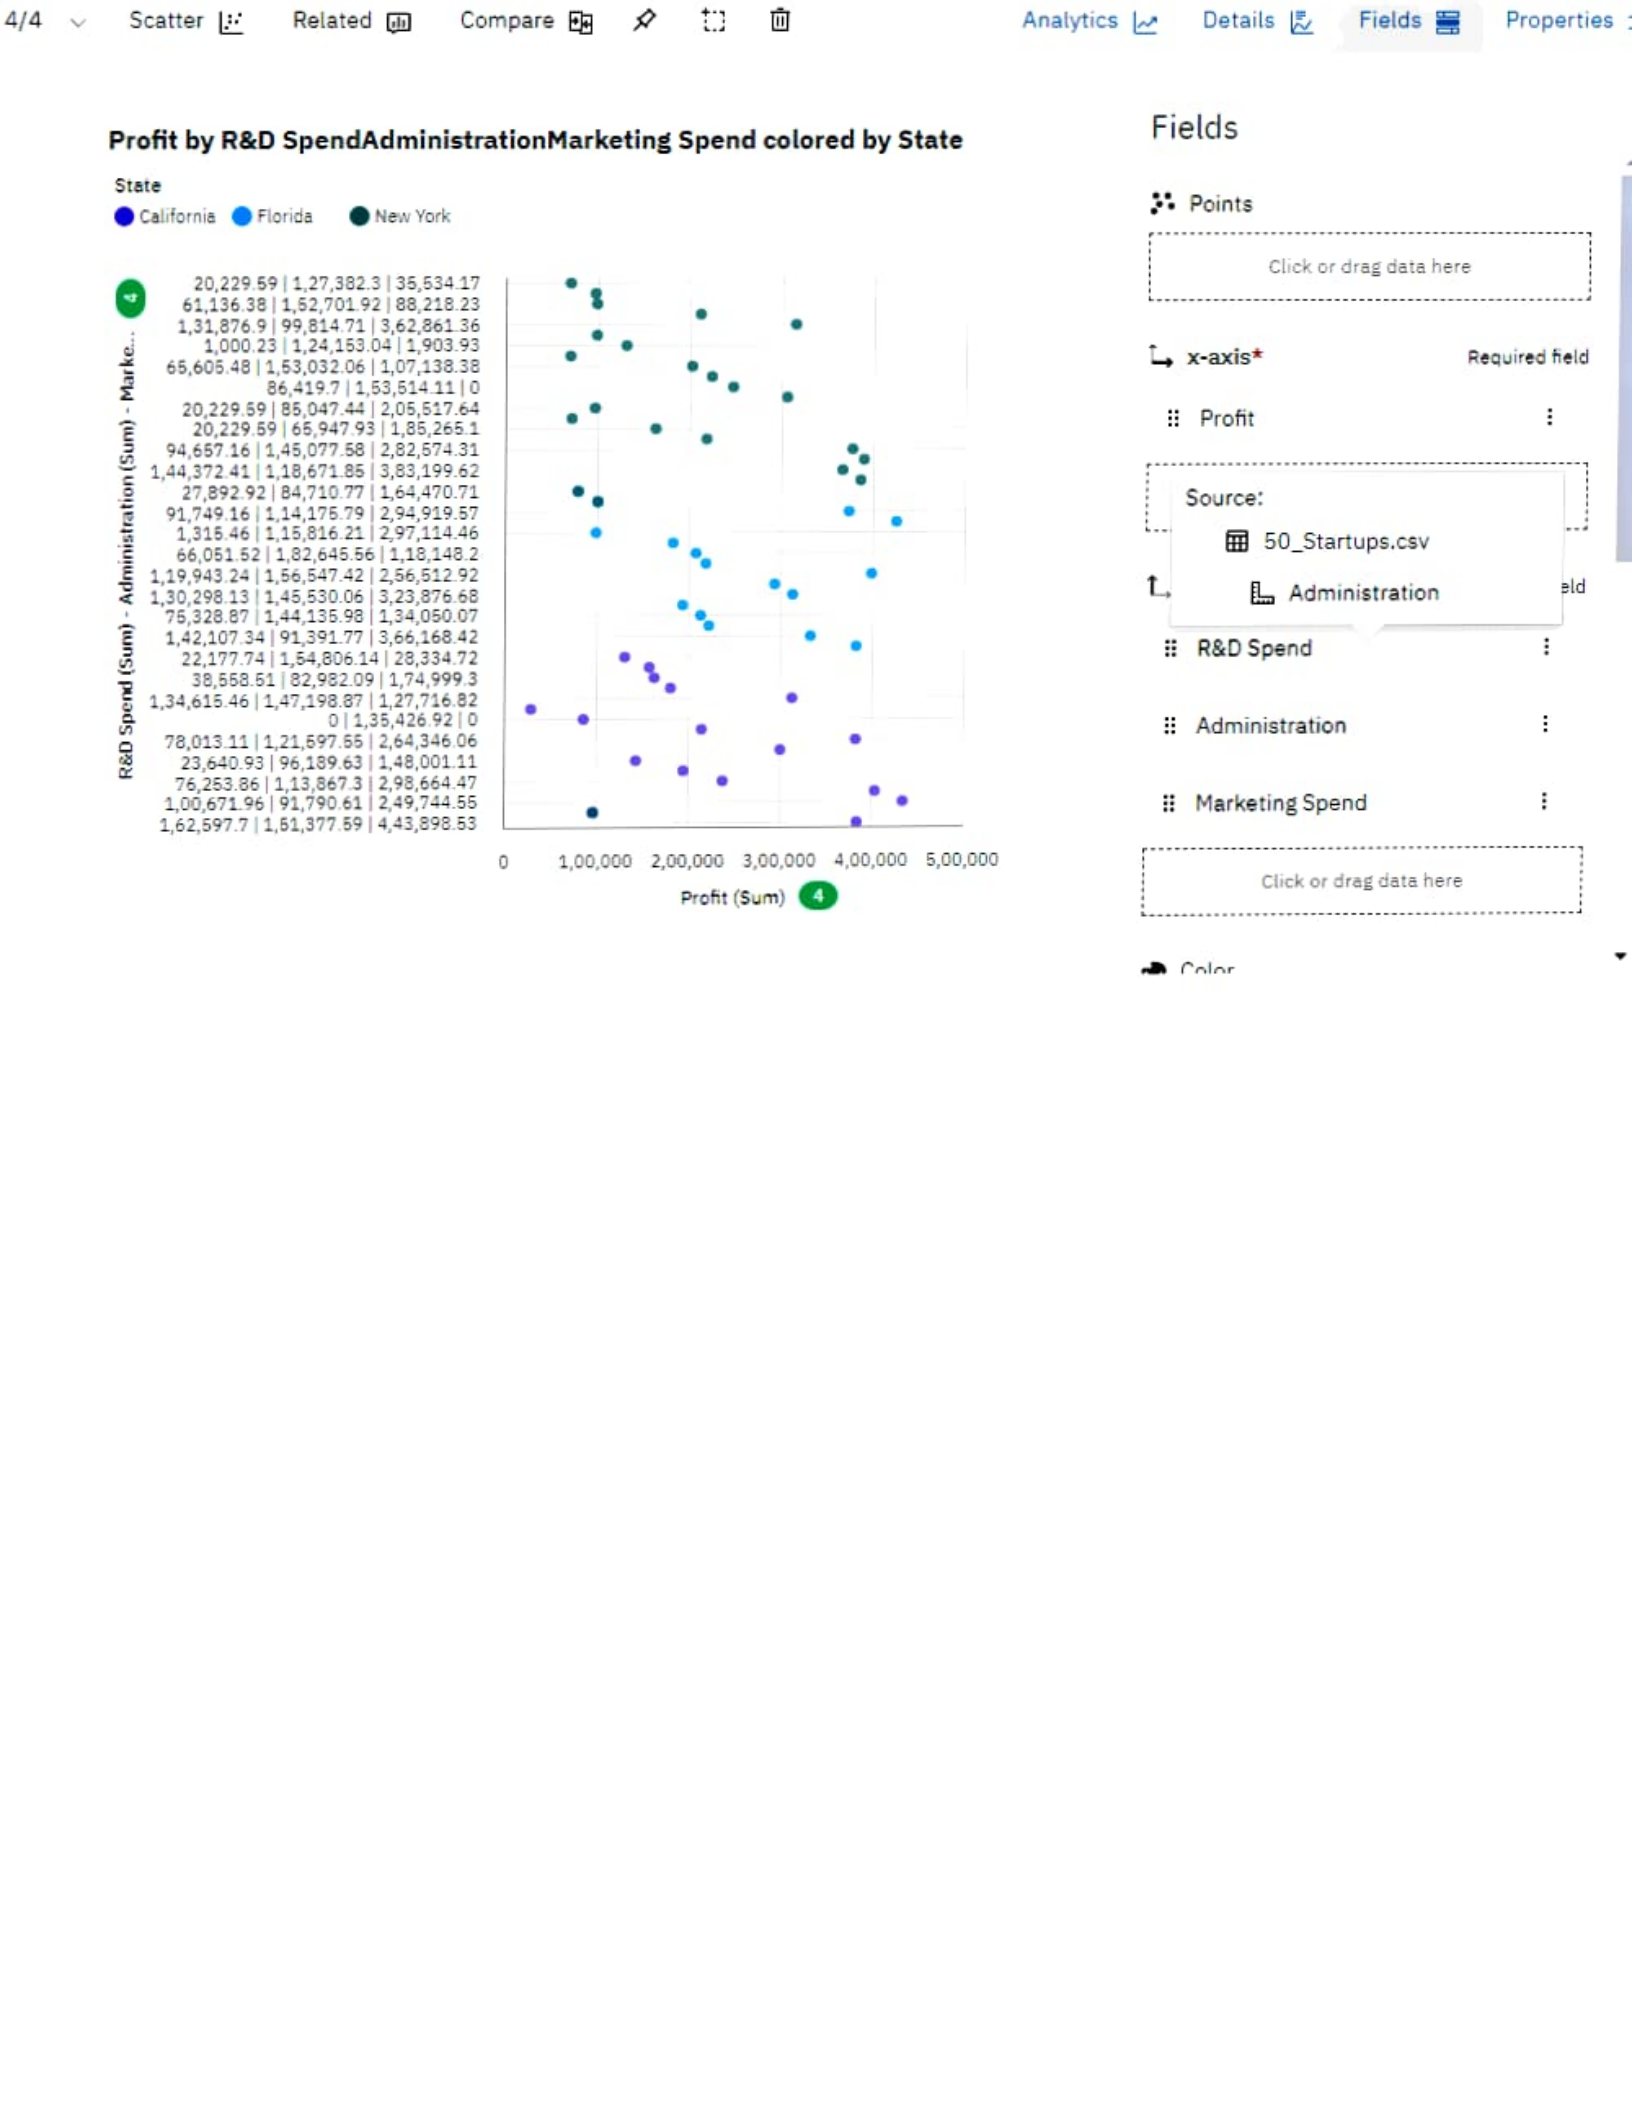 4/4 Scatter Related Compare Analytics Details Fields Properties
Profit by R&D SpendAdministrationMarketing Spend colored by State
State
California Florida New York
4
R&D Spend (Sum) - Administration (Sum) - Marke...
20,229.59 | 1,27,382.3 | 35,534.17
61,136.38 | 1,52,701.92 | 88,218.23
1,31,876.9 | 99,814.71 | 3,62,861.36
1,000.23 | 1,24,153.04 | 1,903.93
65,605.48 | 1,53,032.06 | 1,07,138.38
86,419.7 | 1,53,514.11 | 0
20,229.59 | 85,047.44 | 2,05,517.64
20,229.59 | 65,947.93 | 1,85,265.1
94,657.16 | 1,45,077.58 | 2,82,574.31
1,44,372.41 | 1,18,671.85 | 3,83,199.62
27,892.92 | 84,710.77 | 1,64,470.71
91,749.16 | 1,14,175.79 | 2,94,919.57
1,315.46 | 1,15,816.21 | 2,97,114.46
66,051.52 | 1,82,645.56 | 1,18,148.2
1,19,943.24 | 1,56,547.42 | 2,56,512.92
1,30,298.13 | 1,45,530.06 | 3,23,876.68
75,328.87 | 1,44,135.98 | 1,34,050.07
1,42,107.34 | 91,391.77 | 3,66,168.42
22,177.74 | 1,54,806.14 | 28,334.72
38,558.51 | 82,982.09 | 1,74,999.3
1,34,615.46 | 1,47,198.87 | 1,27,716.82
0 | 1,35,426.92 | 0
78,013.11 | 1,21,597.55 | 2,64,346.06
23,640.93 | 96,189.63 | 1,48,001.11
76,253.86 | 1,13,867.3 | 2,98,664.47
1,00,671.96 | 91,790.61 | 2,49,744.55
1,62,597.7 | 1,51,377.59 | 4,43,898.53
0 1,00,000 2,00,000 3,00,000 4,00,000 5,00,000
Profit (Sum) 4
Fields
Points
Click or drag data here
x-axis* Required field
Profit
Source:
50_Startups.csv
Administration
eld
R&D Spend
Administration
Marketing Spend
Click or drag data here
Color